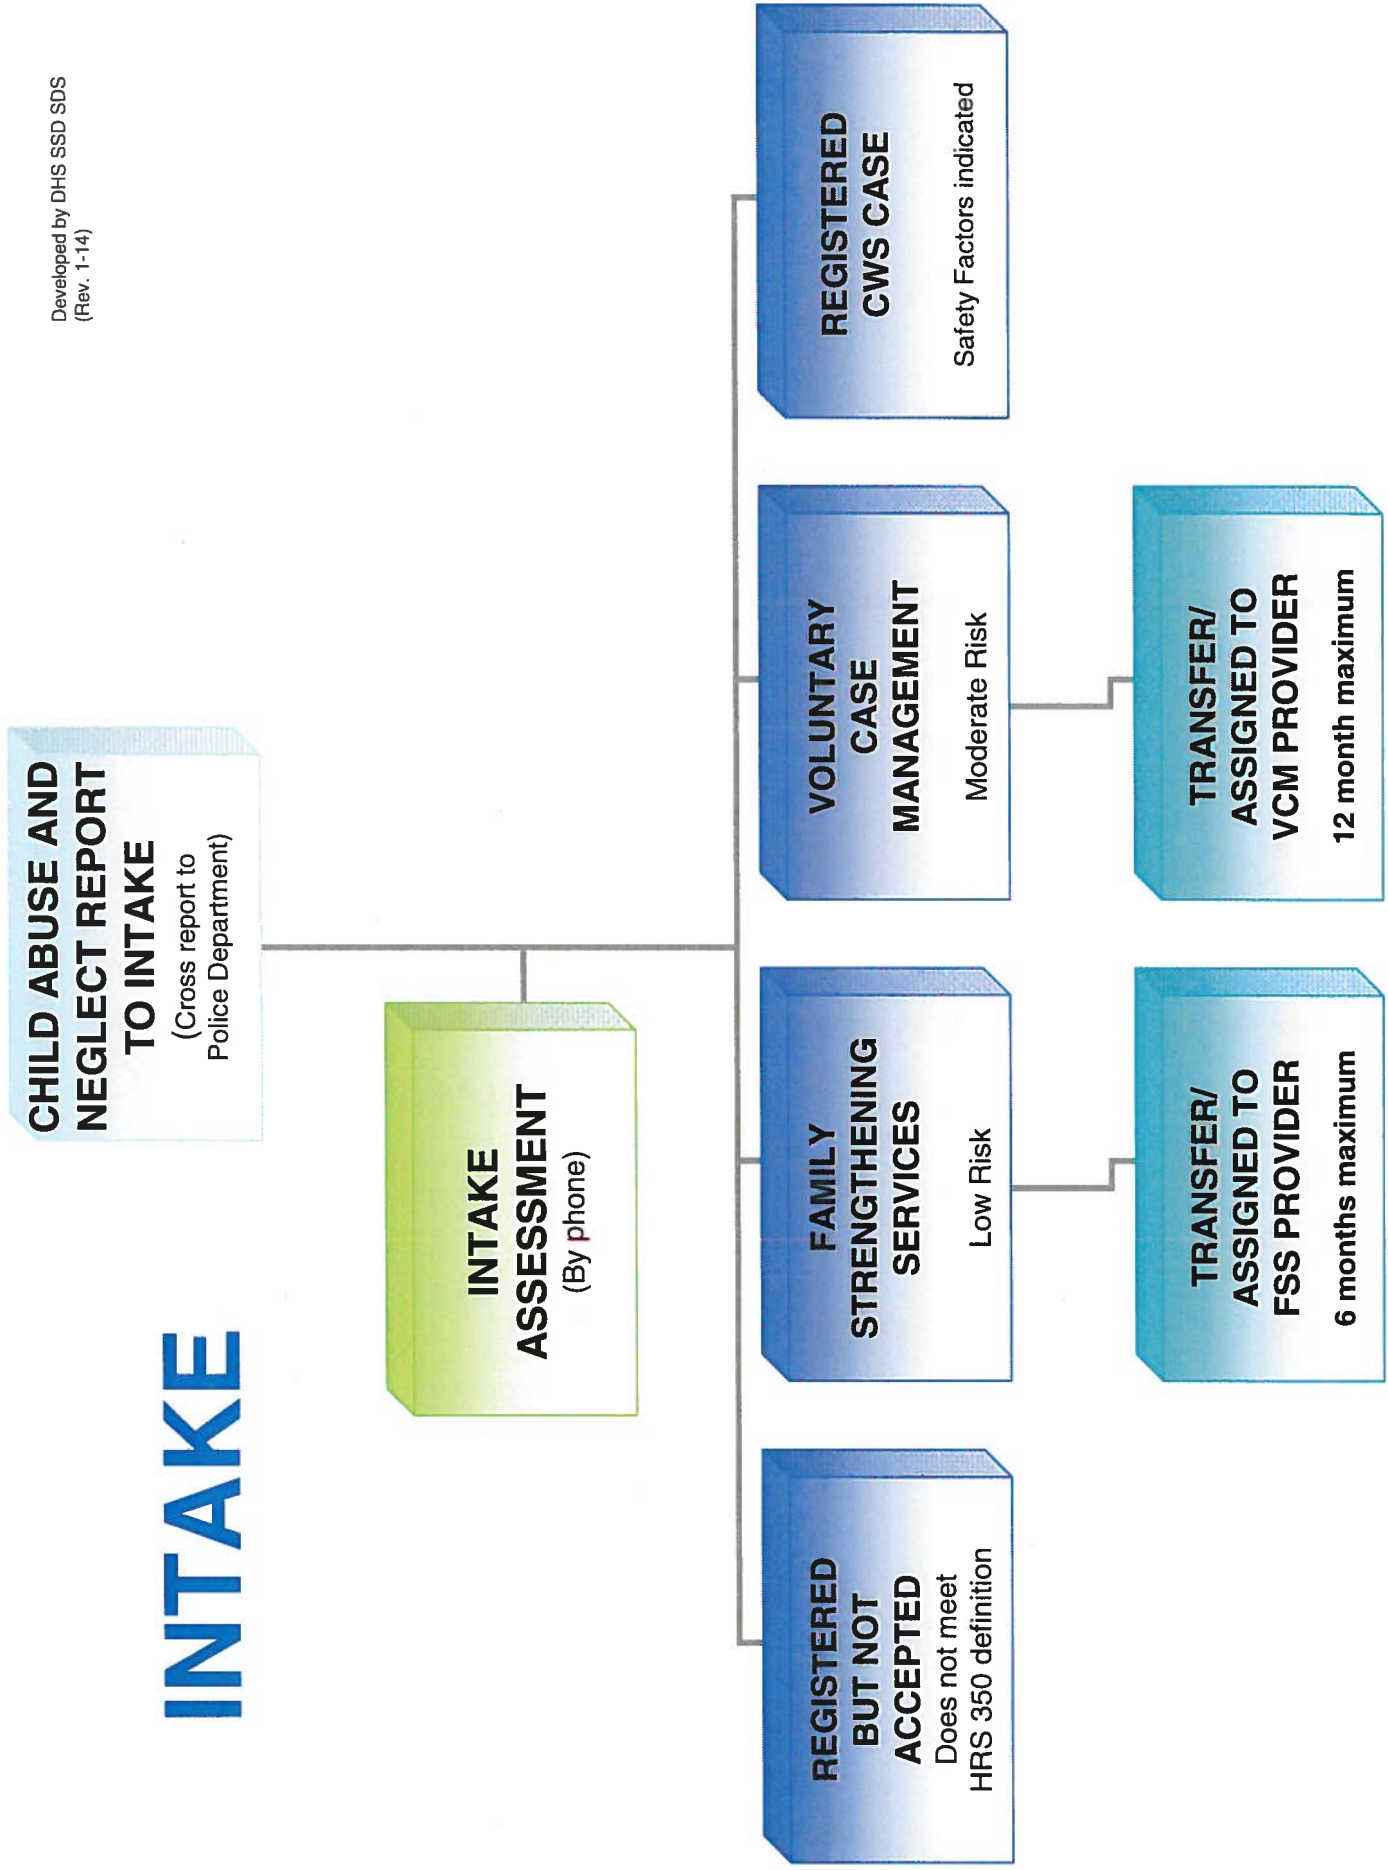 INTAKE
Developed by DHS SSD SDS
(Rev. 1-14)
CHILD ABUSE AND
NEGLECT REPORT
TO INTAKE
(Cross report to
Police Department)
INTAKE
ASSESSMENT
(By phone)
REGISTERED
BUT NOT
ACCEPTED
Does not meet
HRS 350 definition
FAMILY
STRENGTHENING
SERVICES
Low Risk
VOLUNTARY
CASE
MANAGEMENT
Moderate Risk
REGISTERED
CWS CASE
Safety Factors indicated
TRANSFER/
ASSIGNED TO
FSS PROVIDER
6 months maximum
TRANSFER/
ASSIGNED TO
VCM PROVIDER
12 month maximum